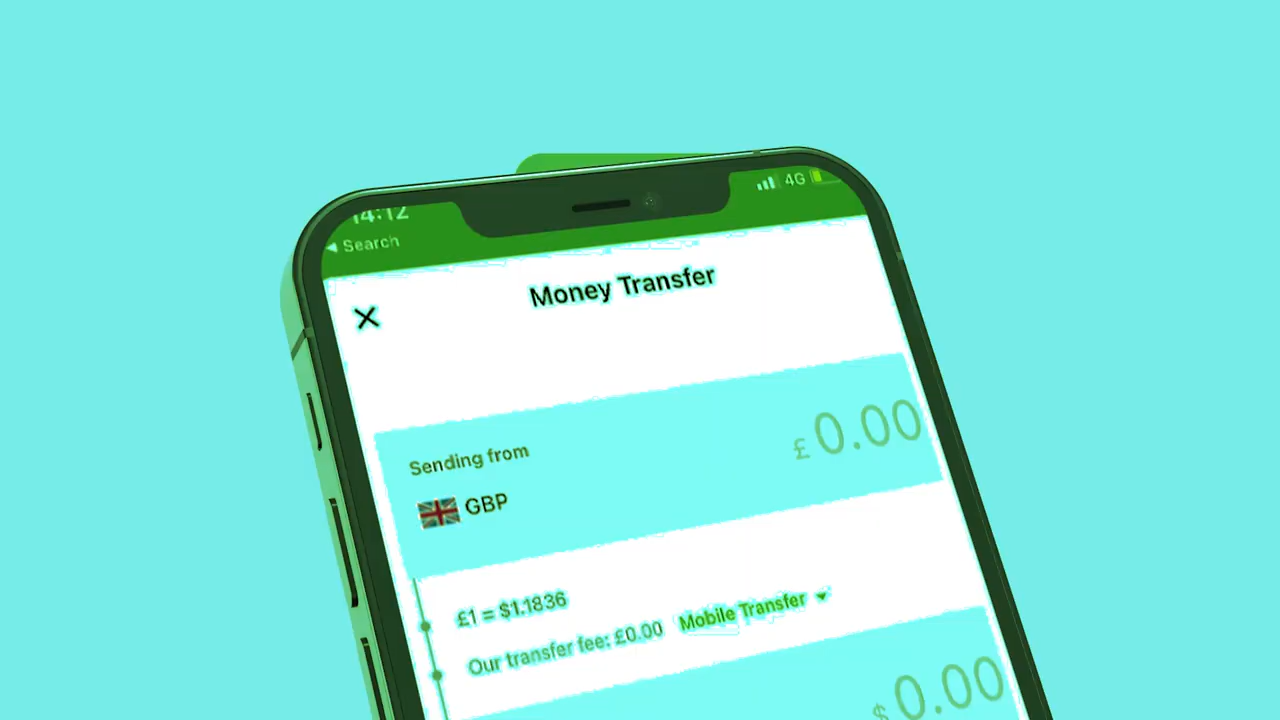 14:12
4G
◀ Search
Money Transfer
Sending from
£0.00
GBP
£1 = $1.1836
Our transfer fee: £0.00 Mobile Transfer
$0.00